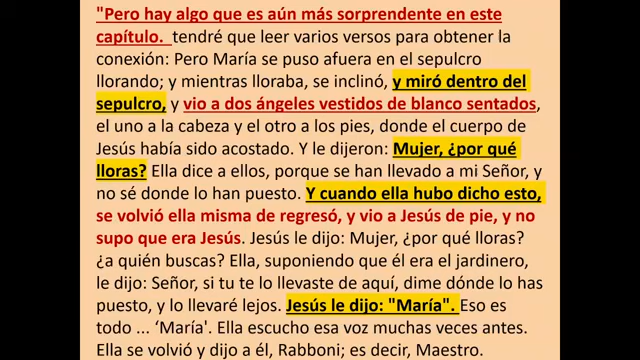 "Pero hay algo que es aún más sorprendente en este
capítulo. tendré que leer varios versos para obtener la
conexión: Pero María se puso afuera en el sepulcro
llorando; y mientras lloraba, se inclinó, y miró dentro del
sepulcro, y vio a dos ángeles vestidos de blanco sentados,
el uno a la cabeza y el otro a los pies, donde el cuerpo de
Jesús había sido acostado. Y le dijeron: Mujer, ¿por qué
lloras? Ella dice a ellos, porque se han llevado a mi Señor, y
no sé donde lo han puesto. Y cuando ella hubo dicho esto,
se volvió ella misma de regresó, y vio a Jesús de pie, y no
supo que era Jesús. Jesús le dijo: Mujer, ¿por qué lloras?
¿a quién buscas? Ella, suponiendo que él era el jardinero,
le dijo: Señor, si tu te lo llevaste de aquí, dime dónde lo has
puesto, y lo llevaré lejos. Jesús le dijo: "María". Eso es
todo ... ‘María'. Ella escucho esa voz muchas veces antes.
Ella se volvió y dijo a él, Rabboni; es decir, Maestro.